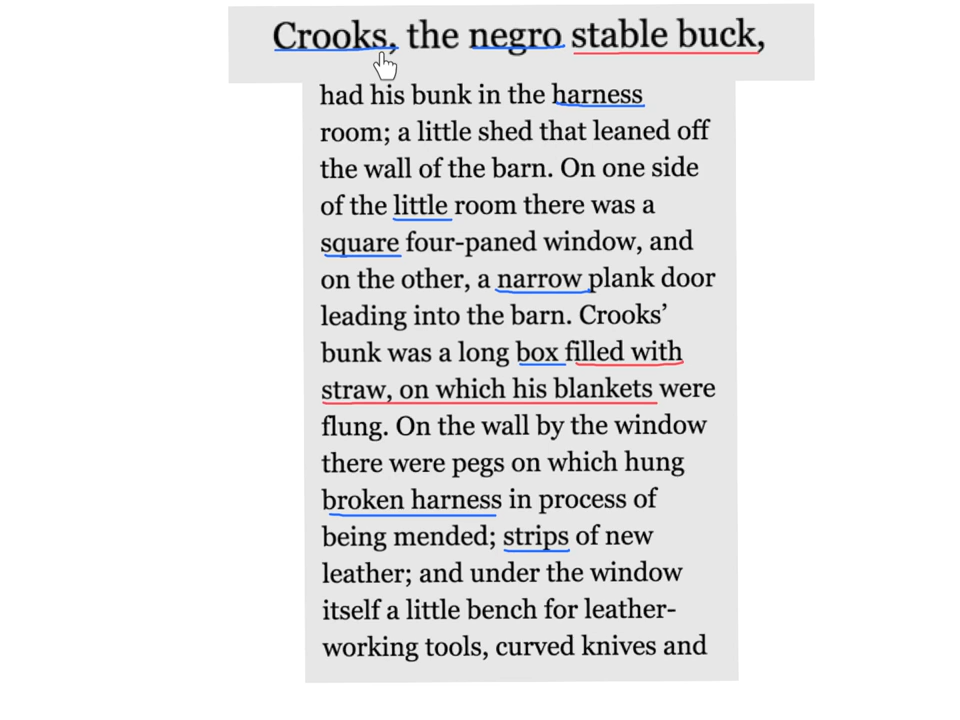 Crooks, the negro stable buck,
had his bunk in the harness
room; a little shed that leaned off
the wall of the barn. On one side
of the little room there was a
square four-paned window, and
on the other, a narrow plank door
leading into the barn. Crooks’
bunk was a long box filled with
straw, on which his blankets were
flung. On the wall by the window
there were pegs on which hung
broken harness in process of
being mended; strips of new
leather; and under the window
itself a little bench for leather-
working tools, curved knives and